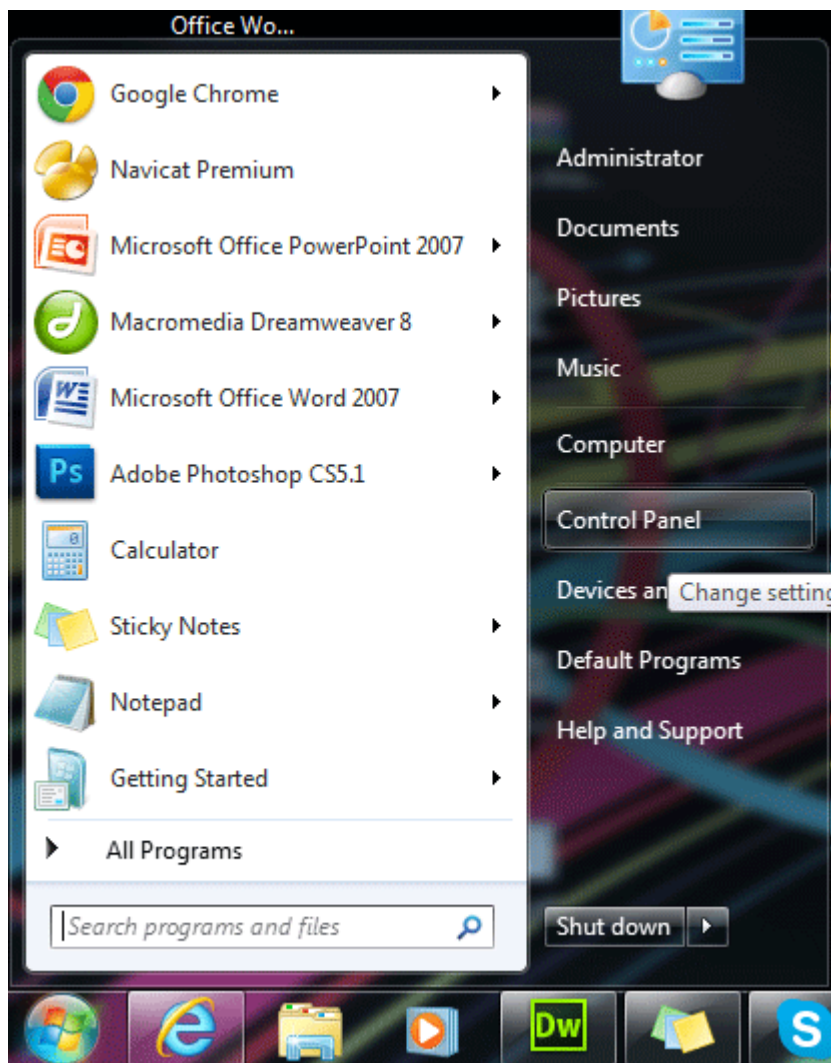 Office Wo...
Google Chrome
Navicat Premium
Microsoft Office PowerPoint 2007
Macromedia Dreamweaver 8
Microsoft Office Word 2007
Ps
Adobe Photoshop CS5.1
Calculator
Sticky Notes
Notepad
Getting Started
All Programs
Search programs and files
Administrator
Documents
Pictures
Music
Computer
Control Panel
Devices an
Change setting
Default Programs
Help and Support
Shut down
Dw
S